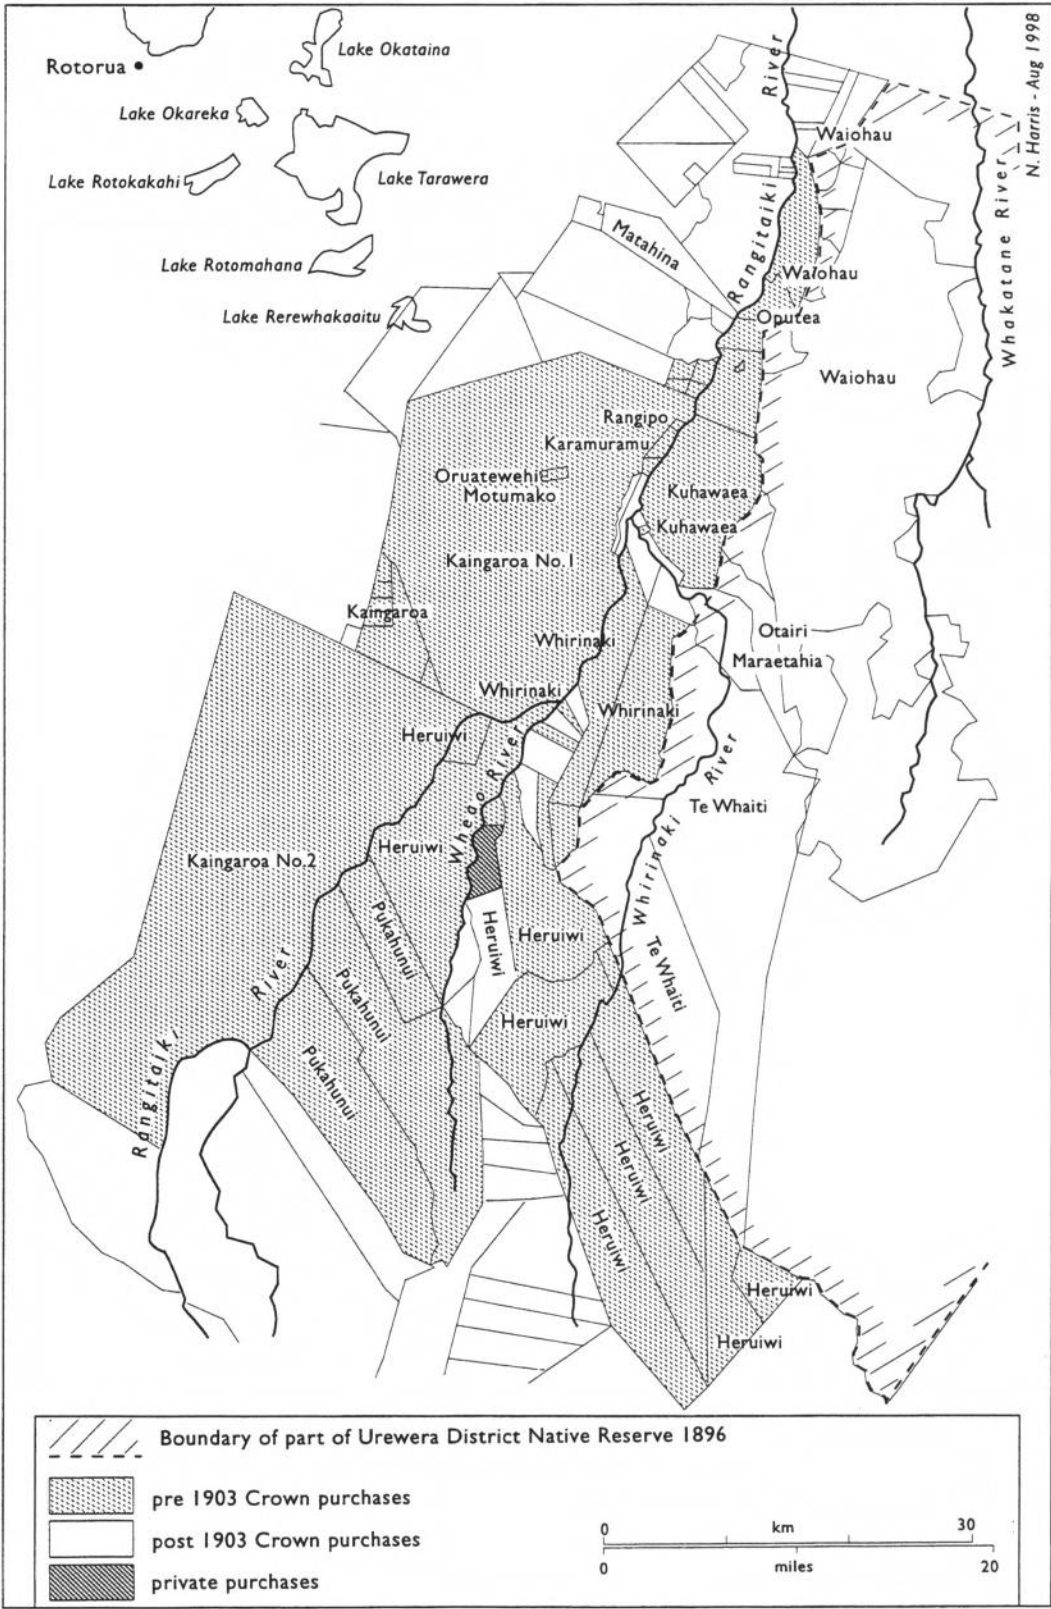 N. Harris - Aug 1998
Lake Okataina
Rotorua
Lake Okareka
Lake Rotokakahi
Lake Tarawera
Lake Rotomahana
Lake Rerewhakaaitu
River
Rangitaiki
Waiohau
Whakatane River
Matahina
Waiohau
Oputea
Waiohau
Rangipo
Karamuramu
Oruatewehi
Motumako
Kuhawaea
Kuhawaea
Kaingaroa No.1
Kaingaroa
Otairi
Maraetahia
Whirinaki
Whirinaki
Whirinaki
Heruiwi
Wheao River
Whirinaki River
Te Whaiti
Heruiwi
Kaingaroa No.2
Pukahunui
Heruiwi
Heruiwi
Te Whaiti
Pukahunui
Heruiwi
Rangitaiki River
Pukahunui
Heruiwi
Heruiwi
Heruiwi
Heruiwi
Heruiwi
Boundary of part of Urewera District Native Reserve 1896
pre 1903 Crown purchases
post 1903 Crown purchases
private purchases
0 km 30
0 miles 20